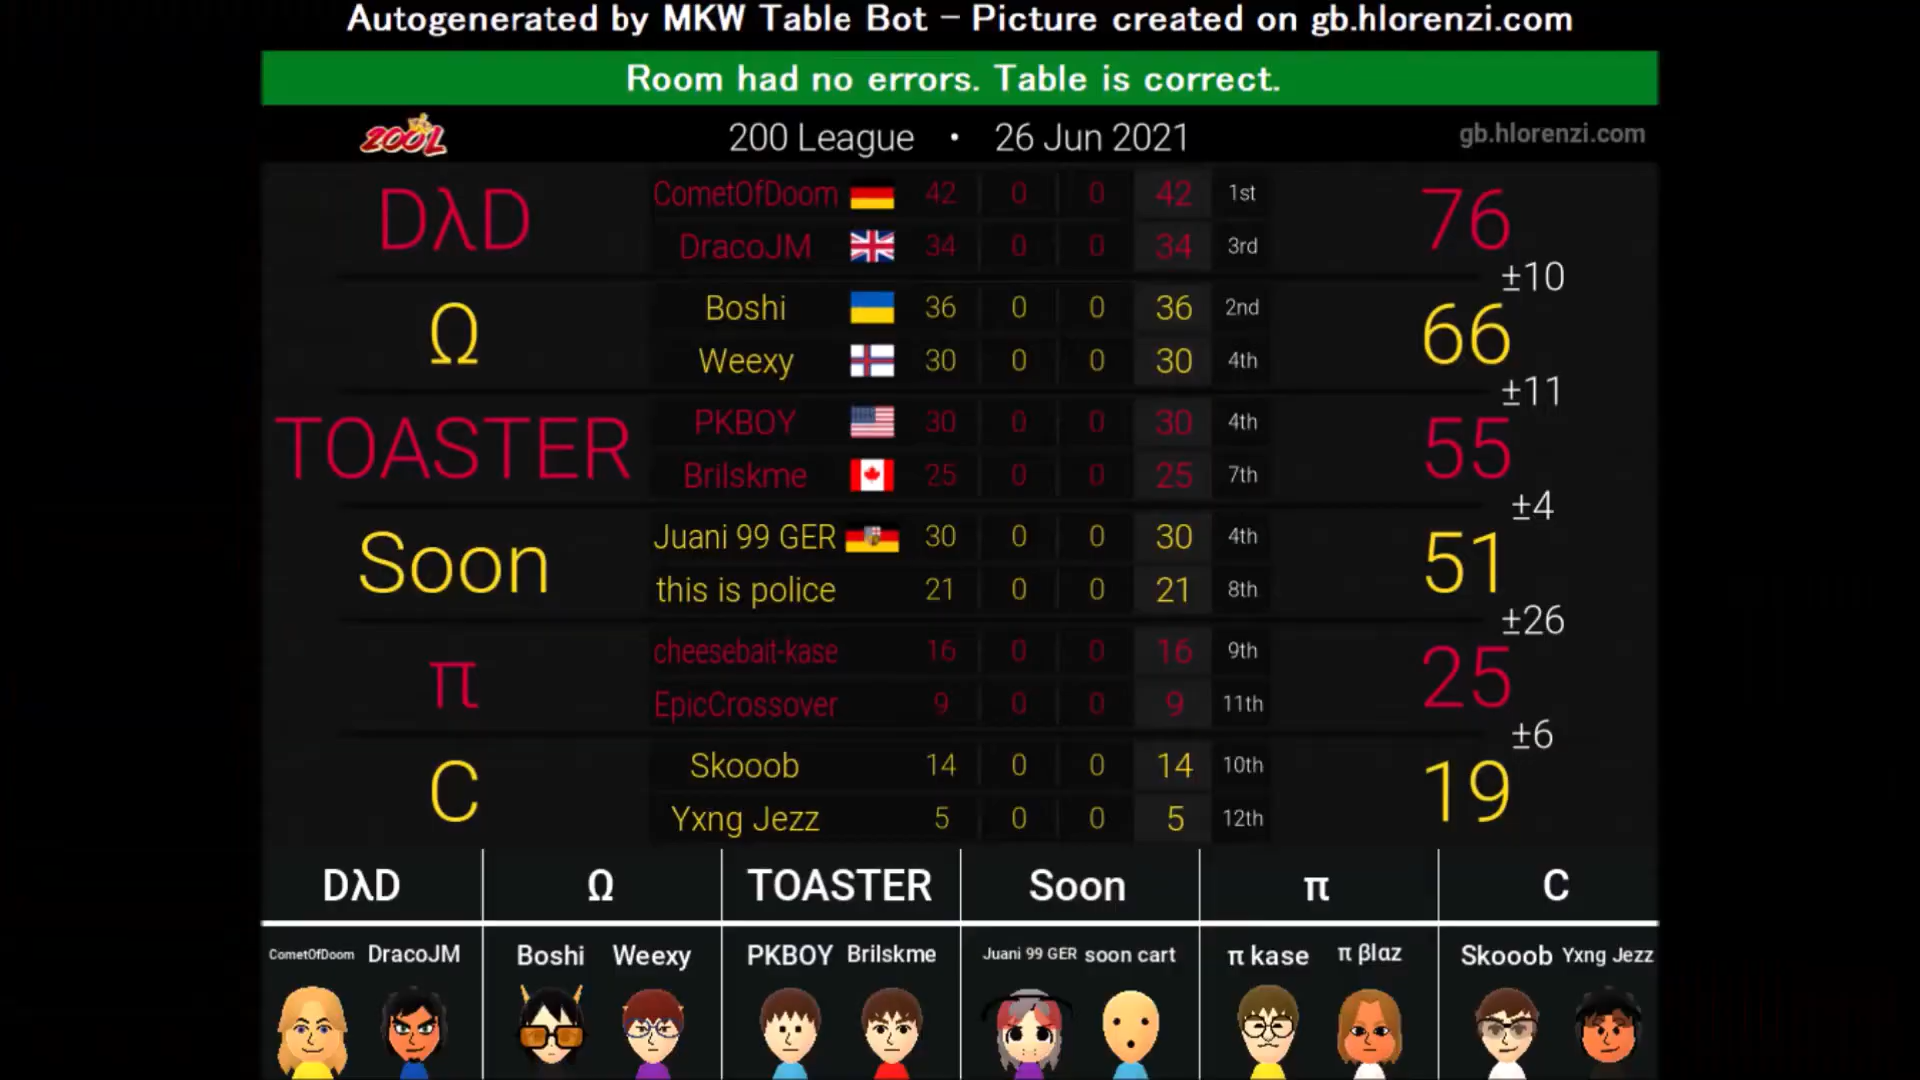 Autogenerated by MKW Table Bot – Picture created on gb.hlorenzi.com
Room had no errors. Table is correct.
200L 200 League • 26 Jun 2021 gb.hlorenzi.com
DλD
CometOfDoom 42 0 0 42 1st
DracoJM 34 0 0 34 3rd
76
±10
Ω
Boshi 36 0 0 36 2nd
Weexy 30 0 0 30 4th
66
±11
TOASTER
PKBOY 30 0 0 30 4th
Brilskme 25 0 0 25 7th
55
±4
Soon
Juani 99 GER 30 0 0 30 4th
this is police 21 0 0 21 8th
51
±26
π
cheesebait-kase 16 0 0 16 9th
EpicCrossover 9 0 0 9 11th
25
±6
C
Skooob 14 0 0 14 10th
Yxng Jezz 5 0 0 5 12th
19
DλD Ω TOASTER Soon π C
CometOfDoom DracoJM Boshi Weexy PKBOY Brilskme Juani 99 GER soon cart π kase π βlαz Skooob Yxng Jezz